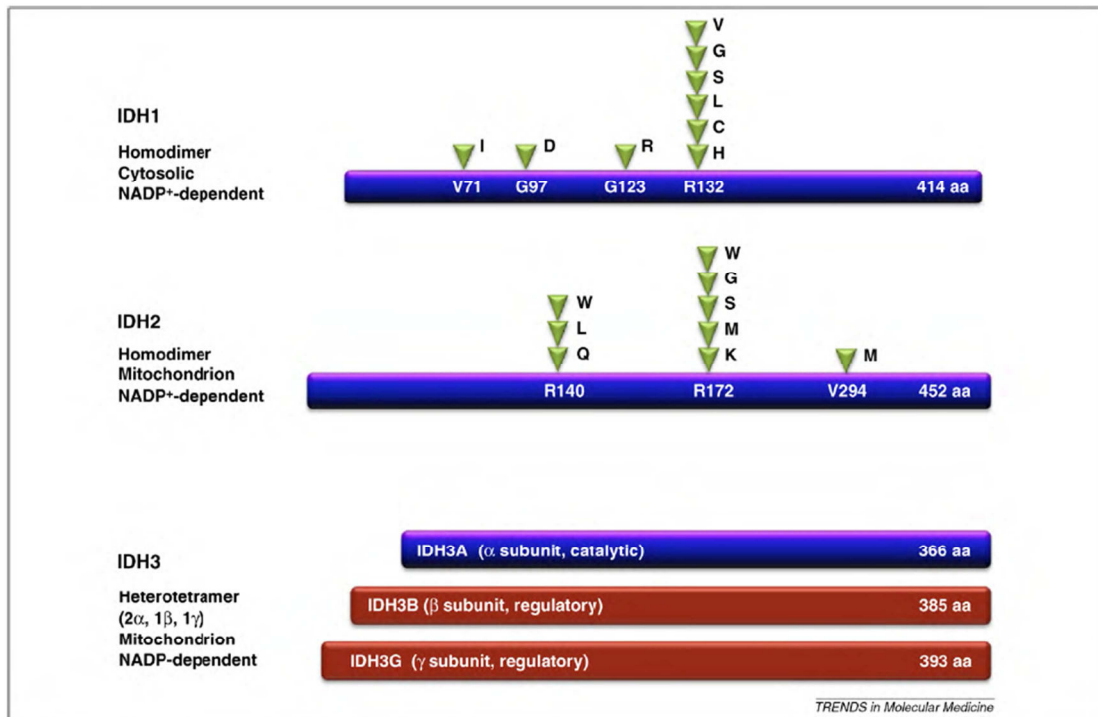 V
G
S
L
C
H
I
D
R
IDH1
Homodimer
Cytosolic
NADP+-dependent
V71 G97 G123 R132 414 aa
W
G
S
M
K
W
L
Q
M
IDH2
Homodimer
Mitochondrion
NADP+-dependent
R140 R172 V294 452 aa
IDH3
Heterotetramer
(2α, 1β, 1γ)
Mitochondrion
NADP-dependent
IDH3A (α subunit, catalytic) 366 aa
IDH3B (β subunit, regulatory) 385 aa
IDH3G (γ subunit, regulatory) 393 aa
TRENDS in Molecular Medicine